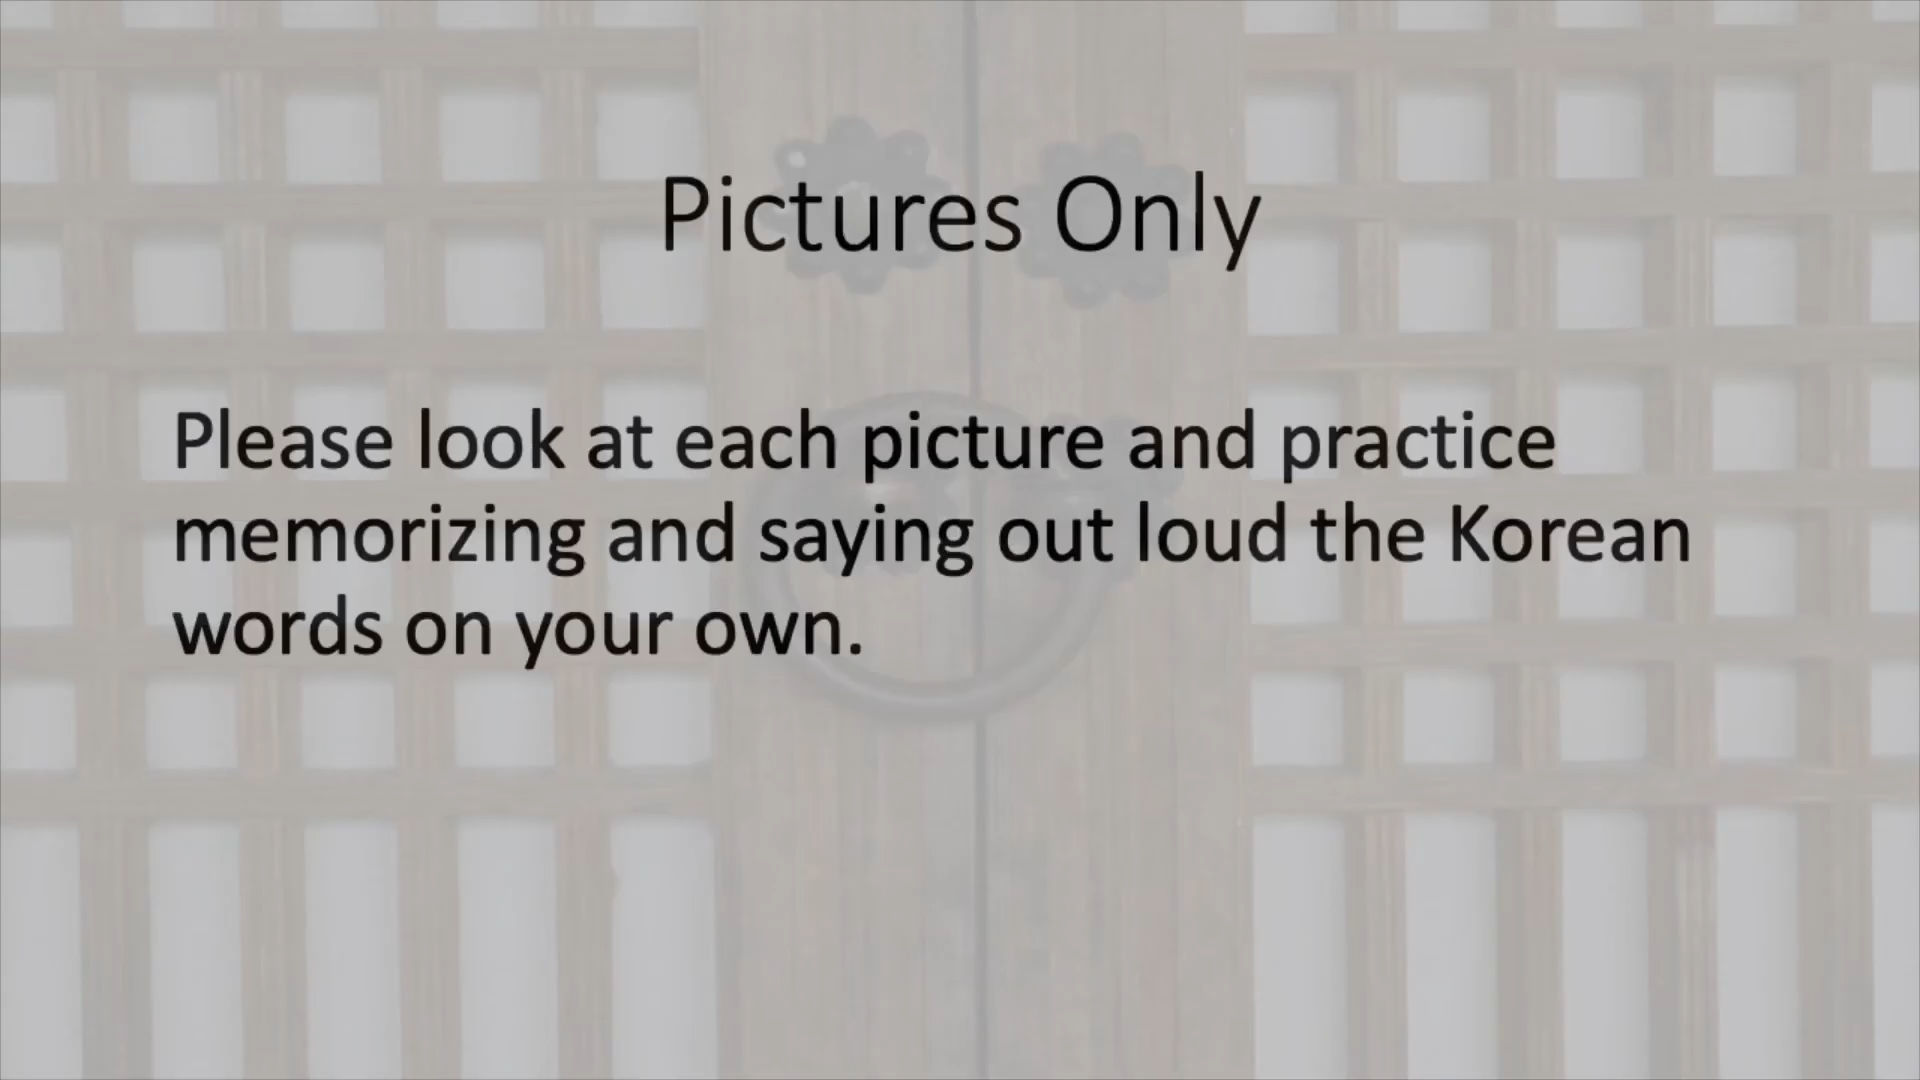 Pictures Only
Please look at each picture and practice
memorizing and saying out loud the Korean
words on your own.